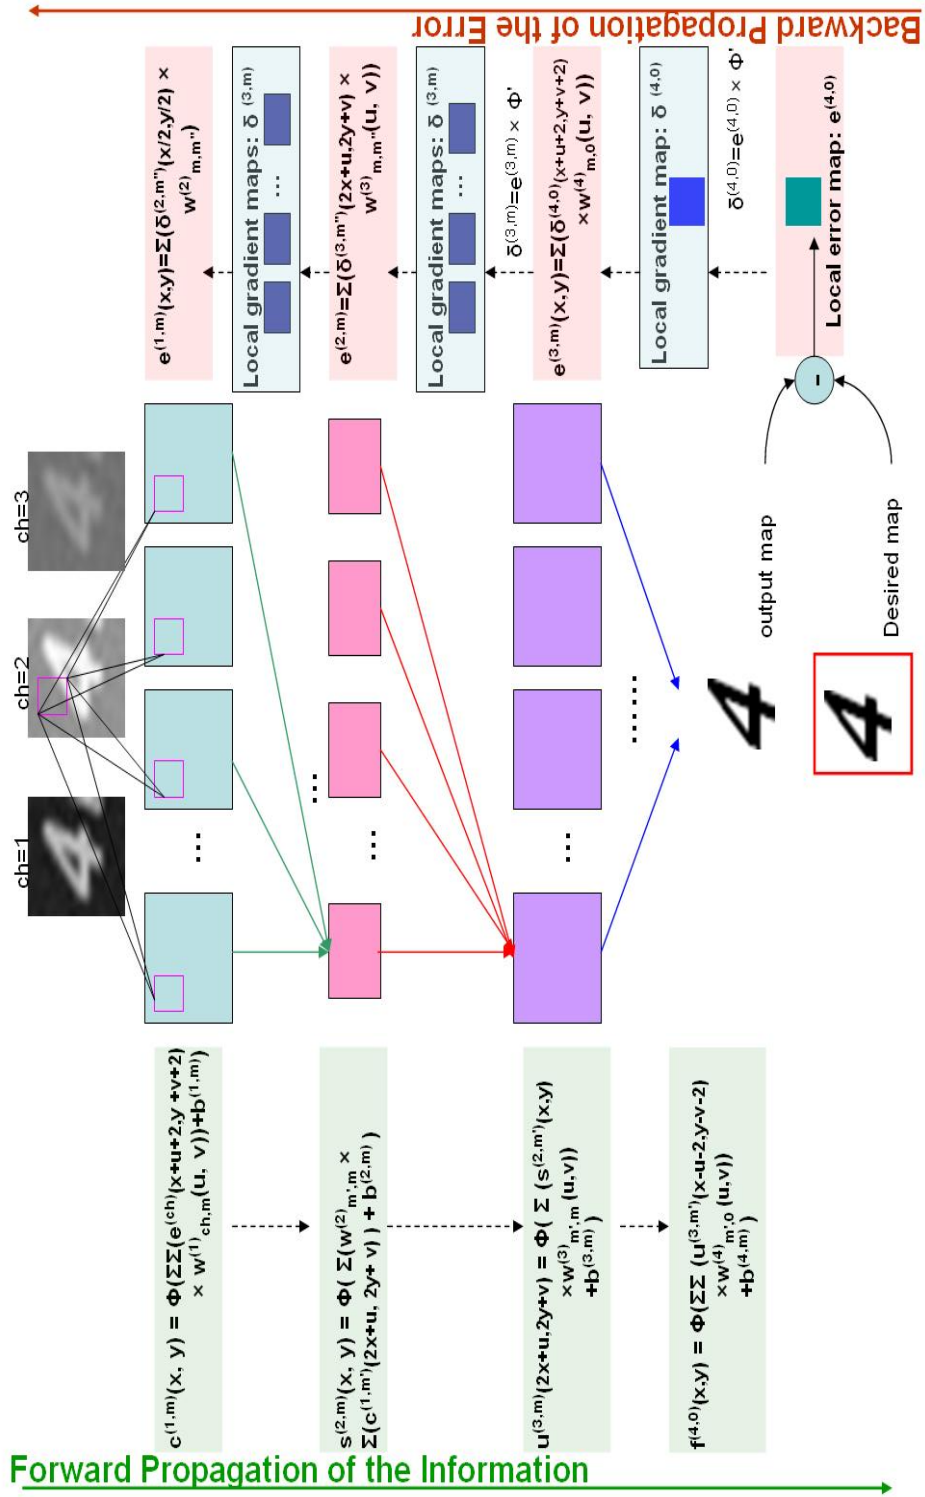 Forward Propagation of the Information
c(1,m)(x, y) = Φ(ΣΣ(e(ch)(x+u+2,y +v+2)
× w(1)ch,m(u, v))+b(1,m))
s(2,m)(x, y) = Φ( Σ(w(2)m',m ×
Σ(c(1,m')(2x+u, 2y+ v) ) + b(2,m) )
u(3,m)(2x+u,2y+v) = Φ( Σ (s(2,m')(x,y)
×w(3)m',m (u,v))
+b(3,m) )
f(4,0)(x,y) = Φ(ΣΣ (u(3,m')(x-u-2,y-v-2)
×w(4)m',0 (u,v))
+b(4,m) )
ch=1
ch=2
ch=3
...
...
...
...
......
output map
Desired map
-
e(1,m)(x,y)=Σ(δ(2,m")(x/2,y/2) ×
w(2)m,m")
Local gradient maps: δ (3,m)
...
e(2,m)=Σ(δ(3,m")(2x+u,2y+v) ×
w(3)m,m"(u, v))
Local gradient maps: δ (3,m)
...
δ(3,m)=e(3,m) × Φ'
e(3,m)(x,y)=Σ(δ(4,0)(x+u+2,y+v+2)
×w(4)m,0(u, v))
Local gradient map: δ (4,0)
δ(4,0)=e(4,0) × Φ'
Local error map: e(4,0)
Backward Propagation of the Error